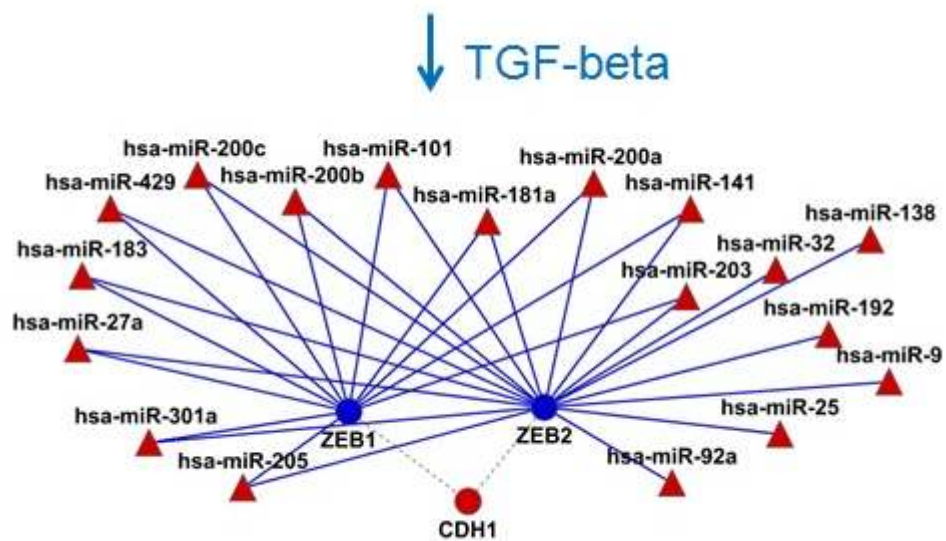 TGF-beta
hsa-miR-200c
hsa-miR-101
hsa-miR-200a
hsa-miR-429
hsa-miR-200b
hsa-miR-181a
hsa-miR-141
hsa-miR-138
hsa-miR-183
hsa-miR-32
hsa-miR-203
hsa-miR-27a
hsa-miR-192
hsa-miR-9
hsa-miR-301a
hsa-miR-25
ZEB1
ZEB2
hsa-miR-205
hsa-miR-92a
CDH1